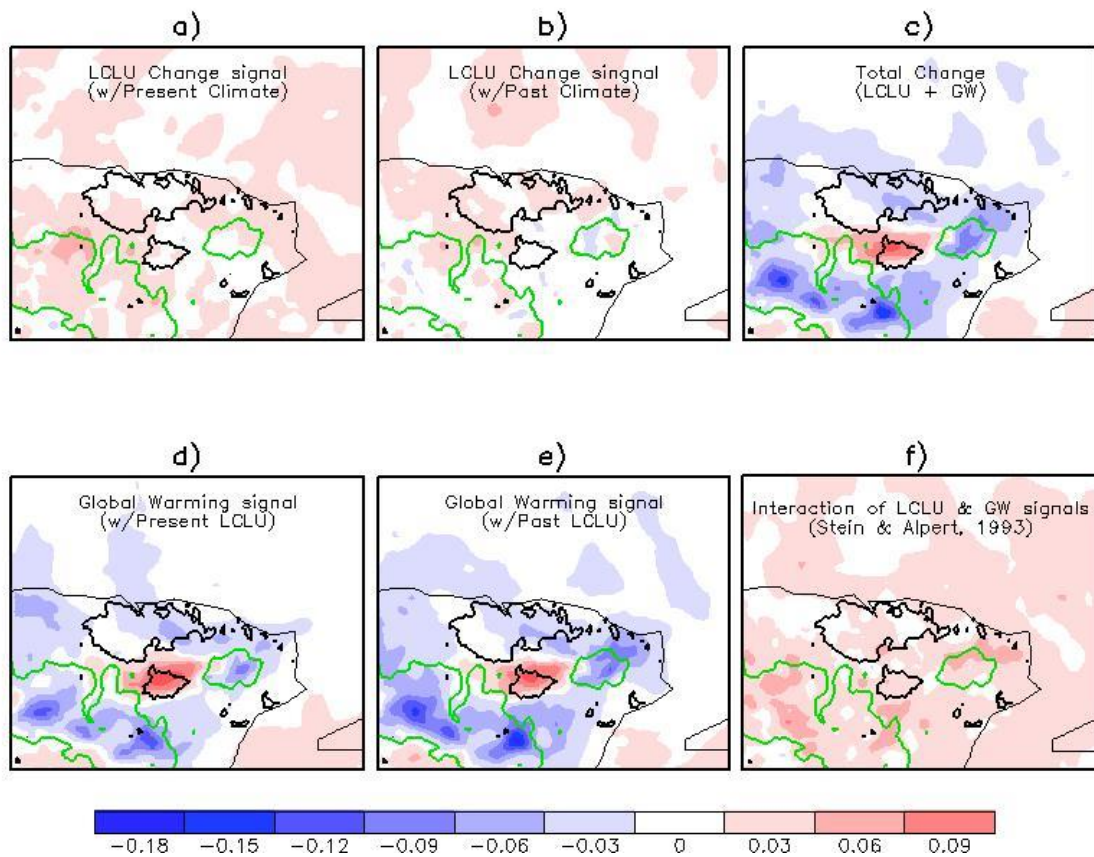 a)
LCLU Change signal
(w/Present Climate)
b)
LCLU Change singnal
(w/Past Climate)
c)
Total Change
(LCLU + GW)
d)
Global Warming signal
(w/Present LCLU)
e)
Global Warming signal
(w/Past LCLU)
f)
Interaction of LCLU & GW signals
(Stein & Alpert, 1993)
-0.18 -0.15 -0.12 -0.09 -0.06 -0.03 0 0.03 0.06 0.09